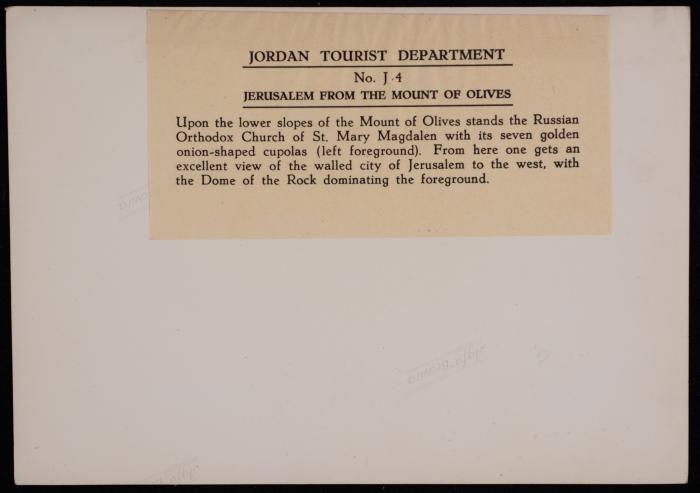 JORDAN TOURIST DEPARTMENT
No. J.4
JERUSALEM FROM THE MOUNT OF OLIVES
Upon the lower slopes of the Mount of Olives stands the Russian
Orthodox Church of St. Mary Magdalen with its seven golden
onion-shaped cupolas (left foreground). From here one gets an
excellent view of the walled city of Jerusalem to the west, with
the Dome of the Rock dominating the foreground.